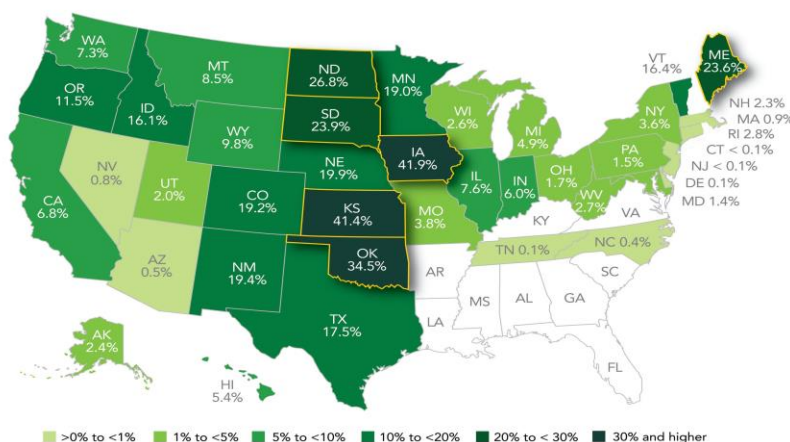 WA
7.3%
OR
11.5%
CA
6.8%
NV
0.8%
ID
16.1%
MT
8.5%
WY
9.8%
UT
2.0%
AZ
0.5%
CO
19.2%
NM
19.4%
ND
26.8%
SD
23.9%
NE
19.9%
KS
41.4%
OK
34.5%
TX
17.5%
MN
19.0%
IA
41.9%
MO
3.8%
AR
LA
WI
2.6%
IL
7.6%
MI
4.9%
IN
6.0%
OH
1.7%
KY
TN 0.1%
MS
AL
GA
FL
SC
NC 0.4%
VA
WV
2.7%
PA
1.5%
NY
3.6%
VT
16.4%
ME
23.6%
NH 2.3%
MA 0.9%
RI 2.8%
CT < 0.1%
NJ < 0.1%
DE 0.1%
MD 1.4%
AK
2.4%
HI
5.4%
>0% to <1%
1% to <5%
5% to <10%
10% to <20%
20% to < 30%
30% and higher